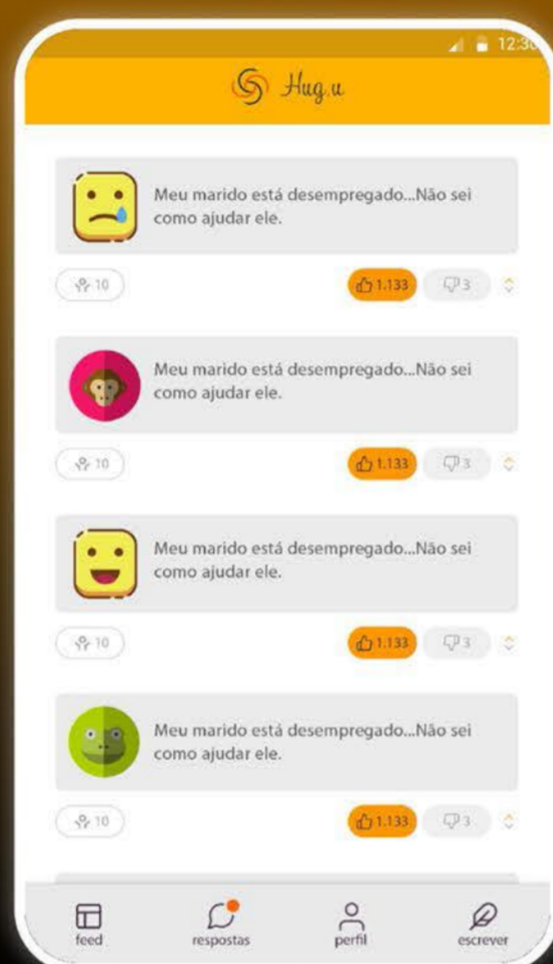 12:30
Hug.u
Meu marido está desempregado...Não sei
como ajudar ele.
10
1.133
3
Meu marido está desempregado...Não sei
como ajudar ele.
10
1.133
3
Meu marido está desempregado...Não sei
como ajudar ele.
10
1.133
3
Meu marido está desempregado...Não sei
como ajudar ele.
10
1.133
3
feed
respostas
perfil
escrever